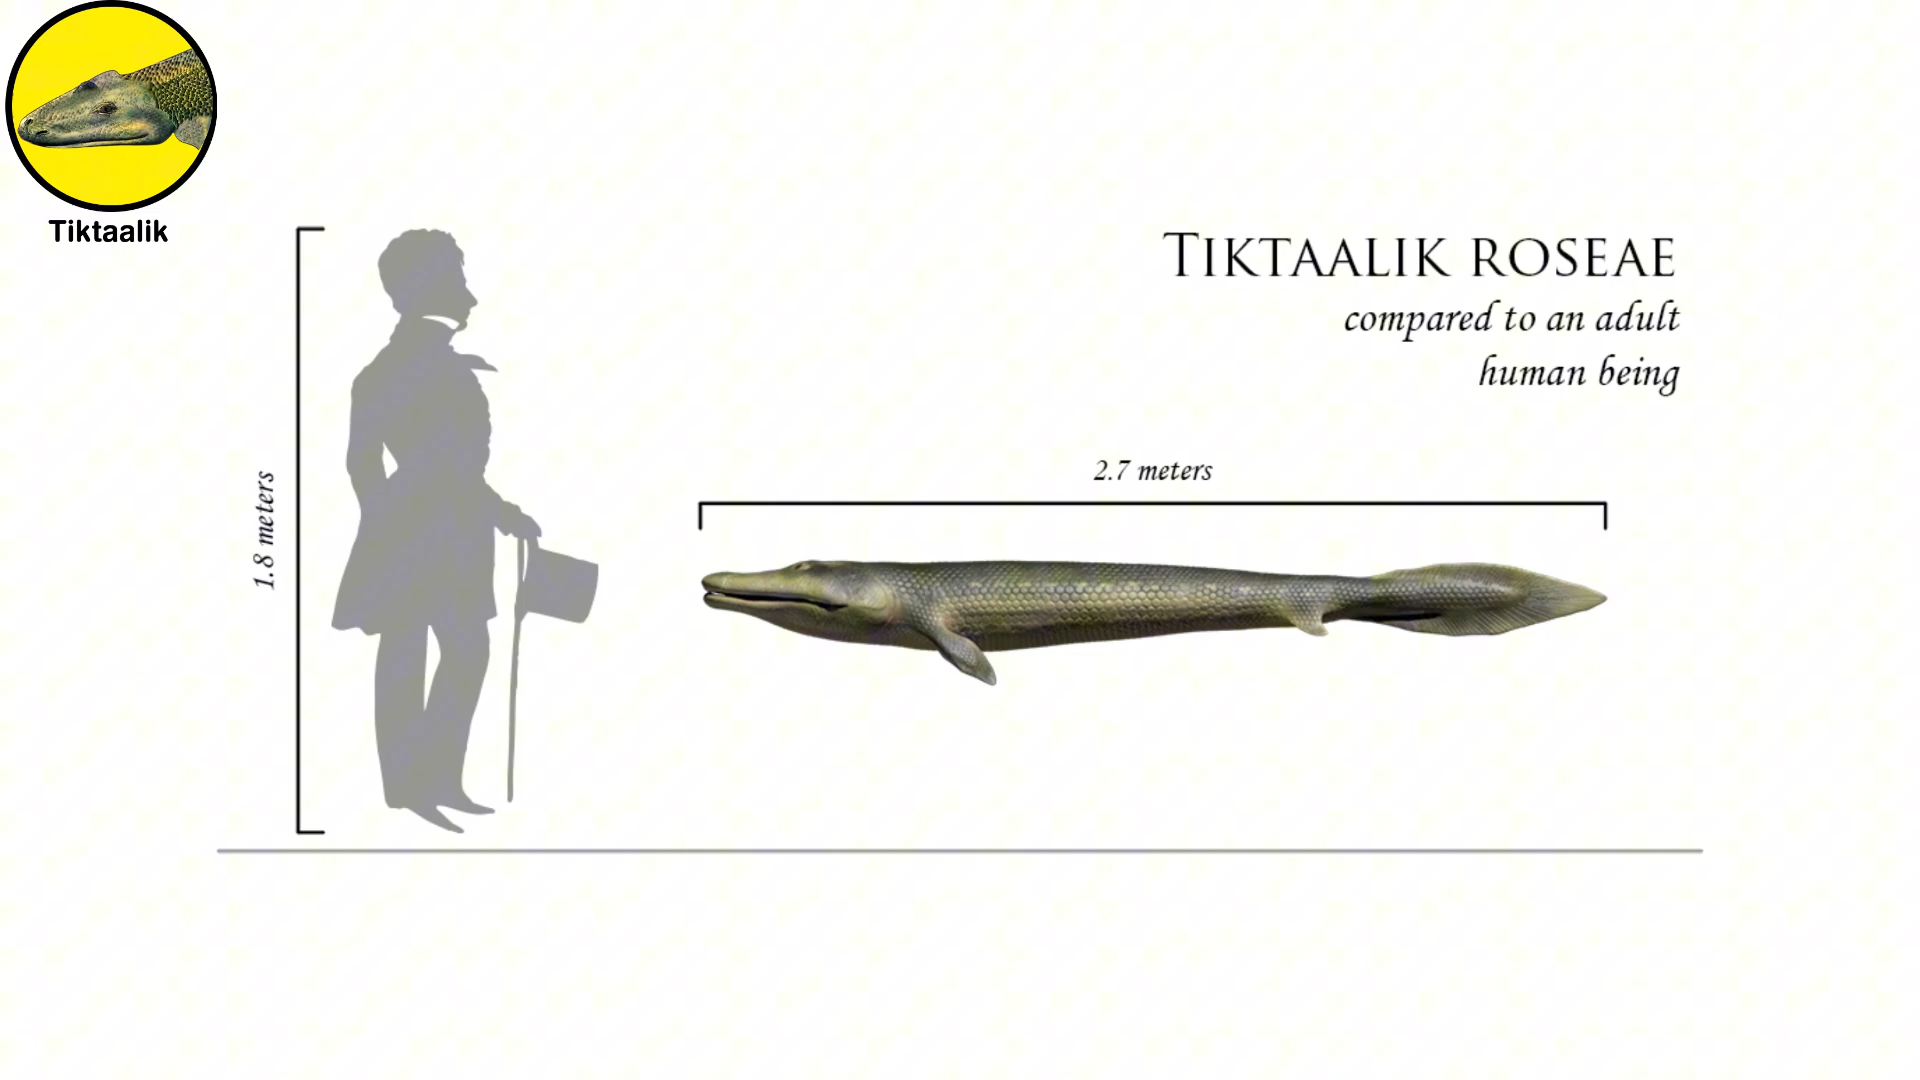 Tiktaalik
TIKTAALIK ROSEAE
compared to an adult
human being
2.7 meters
1.8 meters